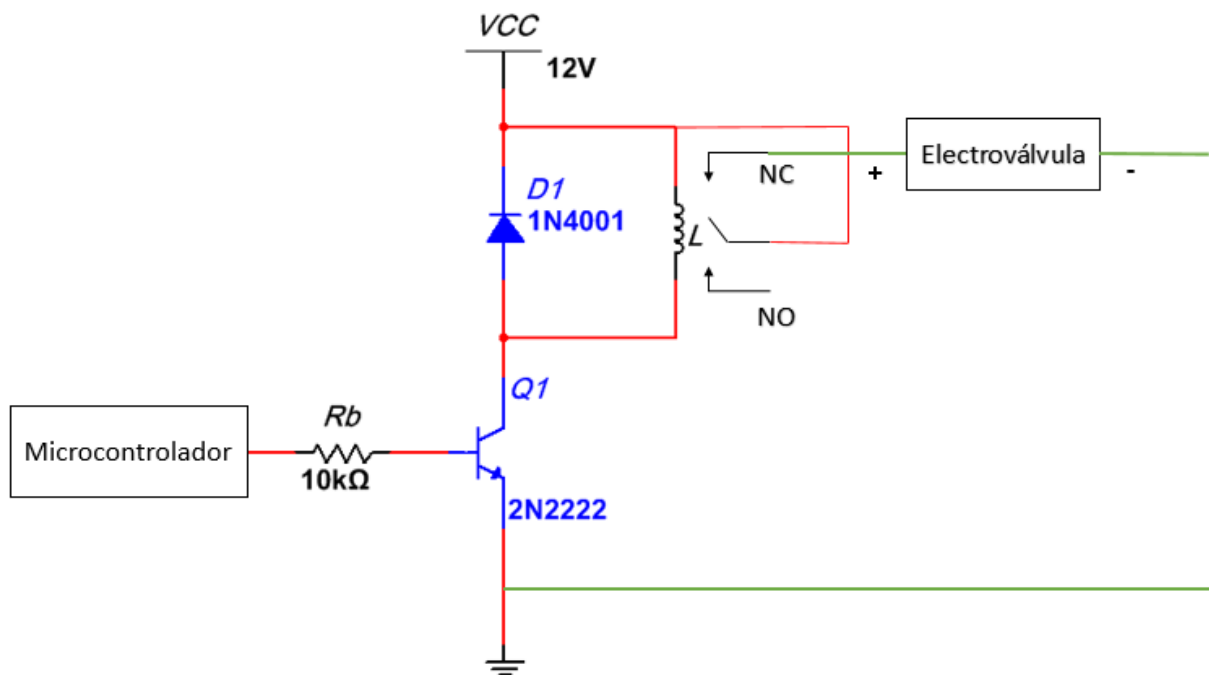 VCC
12V
Electroválvula
NC
+
-
D1
1N4001
L
NO
Q1
Rb
Microcontrolador
10kΩ
2N2222